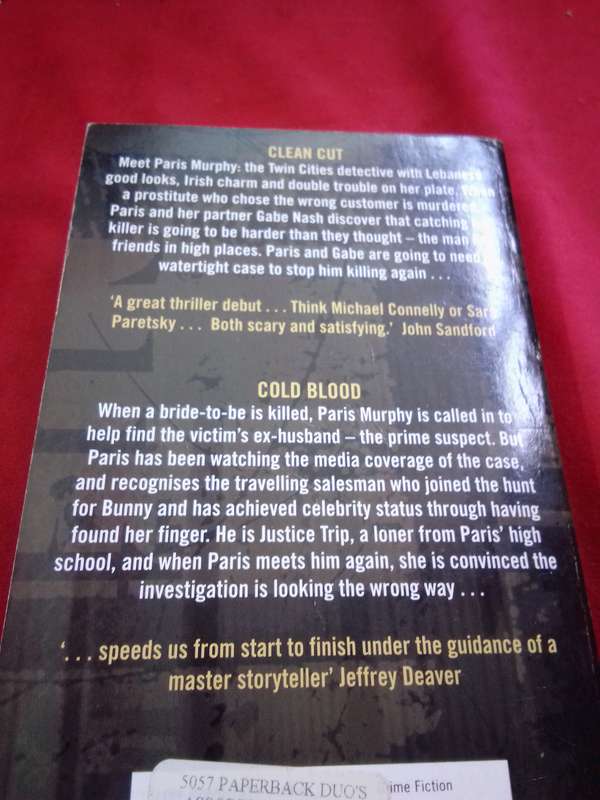 CLEAN CUT
Meet Paris Murphy: the Twin Cities detective with
good looks, Irish charm and double trouble on her plate.
a prostitute who chose the wrong customer is murdered
Paris and her partner Gabe Nash discover that catching
killer is going to be harder than they thought – the man
friends in high places. Paris and Gabe are going to need
watertight case to stop him killing again . . .
'A great thriller debut . . . Think Michael Connelly or Sara
Paretsky . . . Both scary and satisfying.' John Sandford
COLD BLOOD
When a bride-to-be is killed, Paris Murphy is called in to
help find the victim's ex-husband – the prime suspect. But
Paris has been watching the media coverage of the case,
and recognises the travelling salesman who joined the hunt
for Bunny and has achieved celebrity status through having
found her finger. He is Justice Trip, a loner from Paris' high
school, and when Paris meets him again, she is convinced the
investigation is looking the wrong way . . .
'. . . speeds us from start to finish under the guidance of a
master storyteller' Jeffrey Deaver
5057 PAPERBACK DUO'S
Fiction